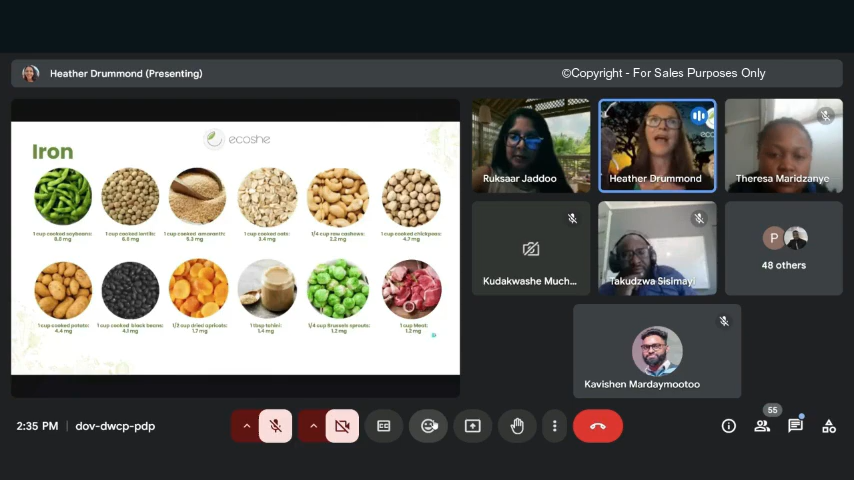 Heather Drummond (Presenting)
©Copyright - For Sales Purposes Only
ecoshe
Iron
1 cup cooked soybeans:
8.8 mg
1 cup cooked lentils:
6.6 mg
1 cup cooked amaranth:
5.3 mg
1 cup cooked oats:
3.4 mg
1/4 cup raw cashews:
2.2 mg
1 cup cooked chickpeas:
4.7 mg
1 cup cooked potato:
4.4 mg
1 cup cooked black beans:
4.1 mg
1/3 cup dried apricots:
1.7 mg
1 tbsp tahini:
1.4 mg
1/4 cup Brussels sprouts:
1.2 mg
1 cup Meat:
1.2 mg
Ruksaar Jaddoo
Heather Drummond
ecos
Theresa Maridzanye
Kudakwashe Much...
Takudzwa Sisimayi
P
48 others
Kavishen Mardaymootoo
2:35 PM | dov-dwcp-pdp
CC
55